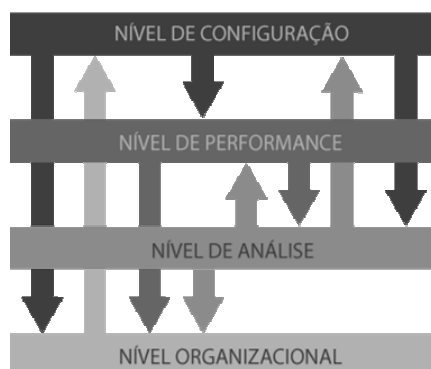 NÍVEL DE CONFIGURAÇÃO
NÍVEL DE PERFORMANCE
NÍVEL DE ANÁLISE
NÍVEL ORGANIZACIONAL